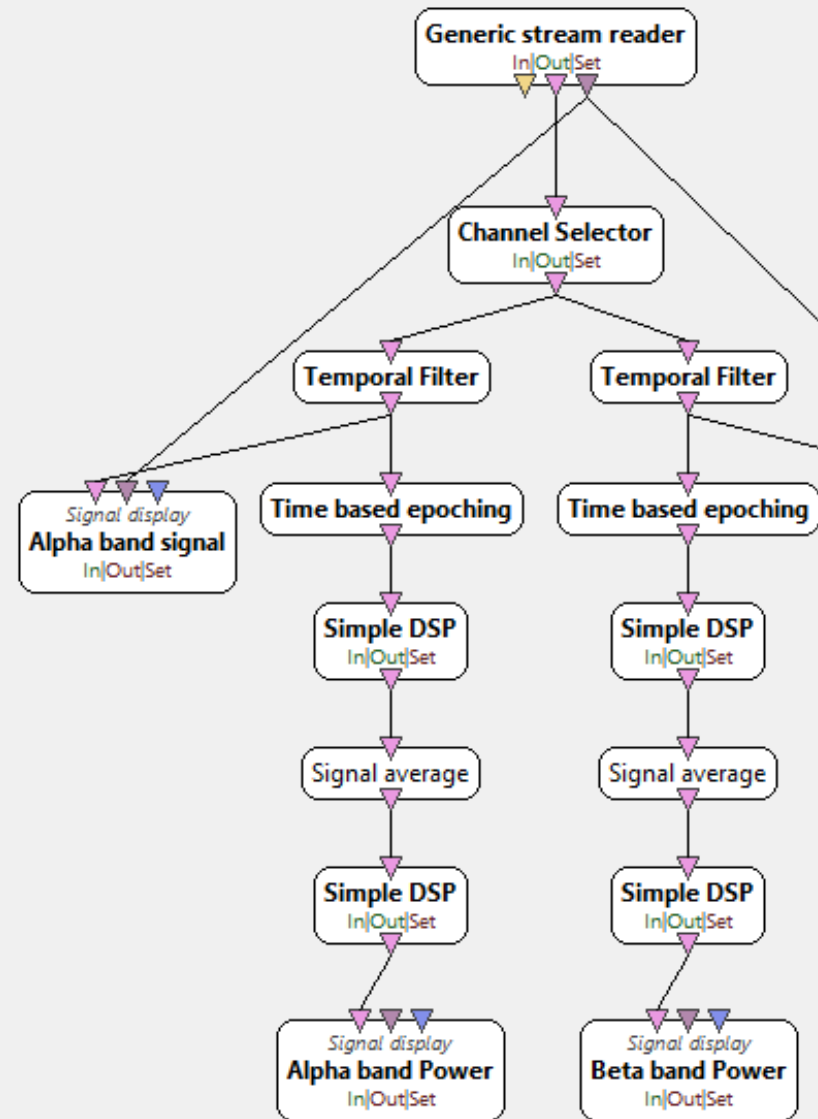 Generic stream reader
In|Out|Set
Channel Selector
In|Out|Set
Temporal Filter
Temporal Filter
Signal display
Alpha band signal
In|Out|Set
Time based epoching
Time based epoching
Simple DSP
In|Out|Set
Simple DSP
In|Out|Set
Signal average
Signal average
Simple DSP
In|Out|Set
Simple DSP
In|Out|Set
Signal display
Alpha band Power
In|Out|Set
Signal display
Beta band Power
In|Out|Set